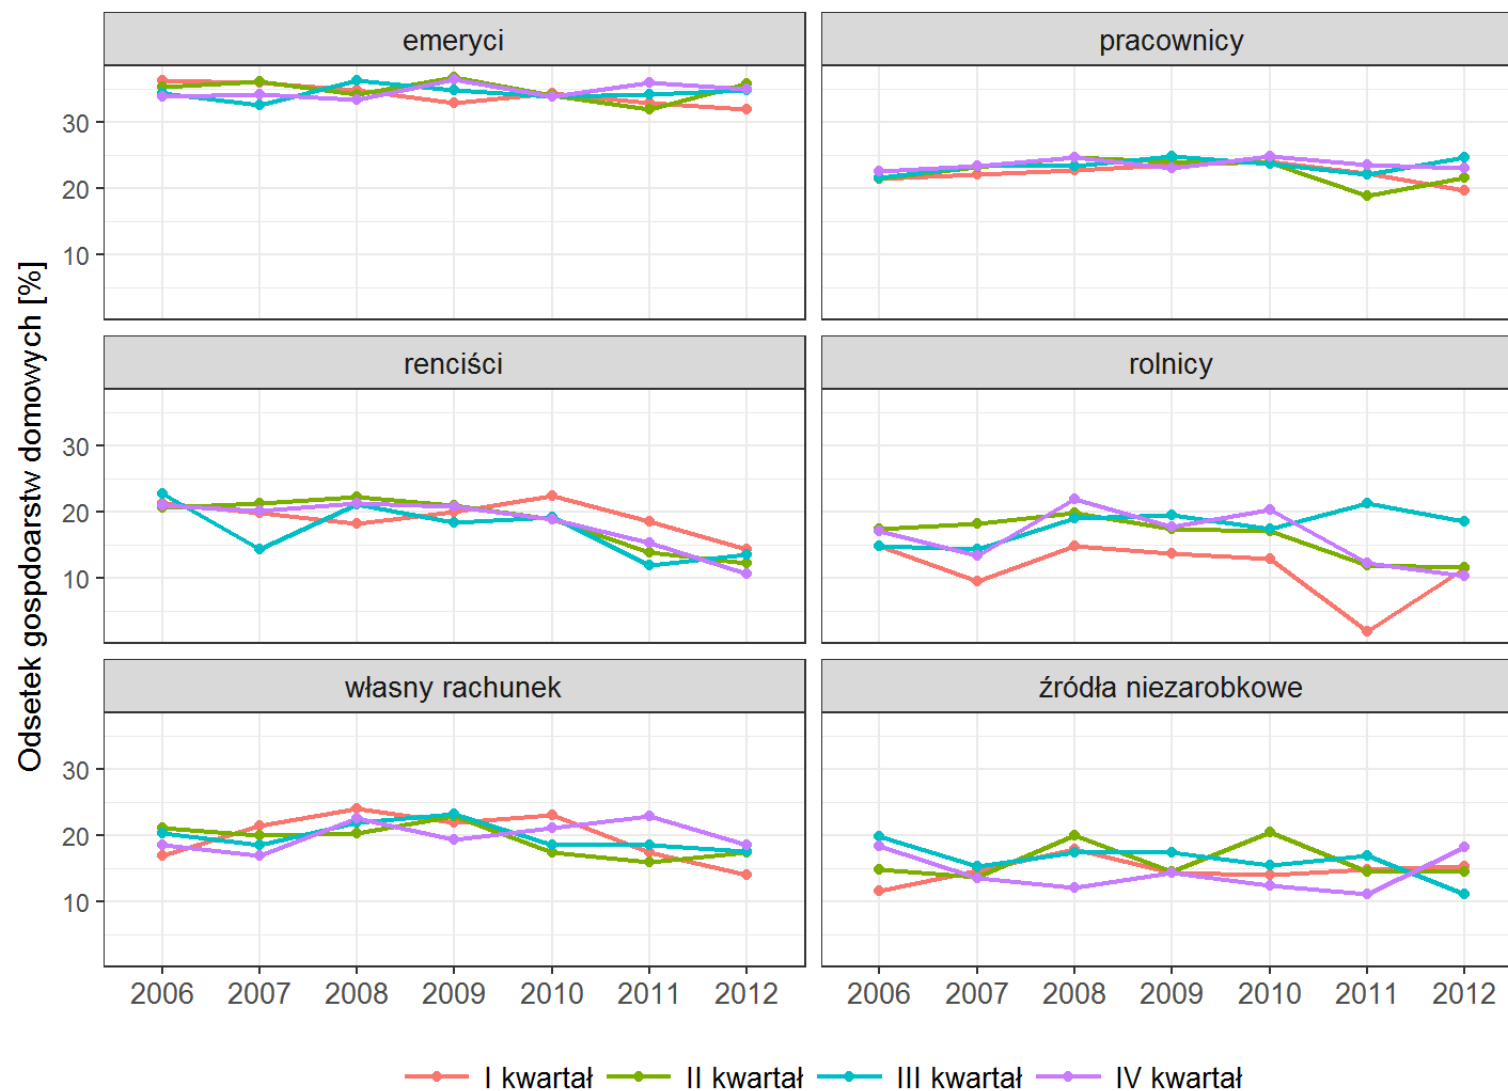 emeryci
pracownicy
30
20
10
renciści
rolnicy
30
20
10
własny rachunek
źródła niezarobkowe
30
20
10
Odsetek gospdoarstw domowych [%]
2006 2007 2008 2009 2010 2011 2012
2006 2007 2008 2009 2010 2011 2012
I kwartał II kwartał III kwartał IV kwartał